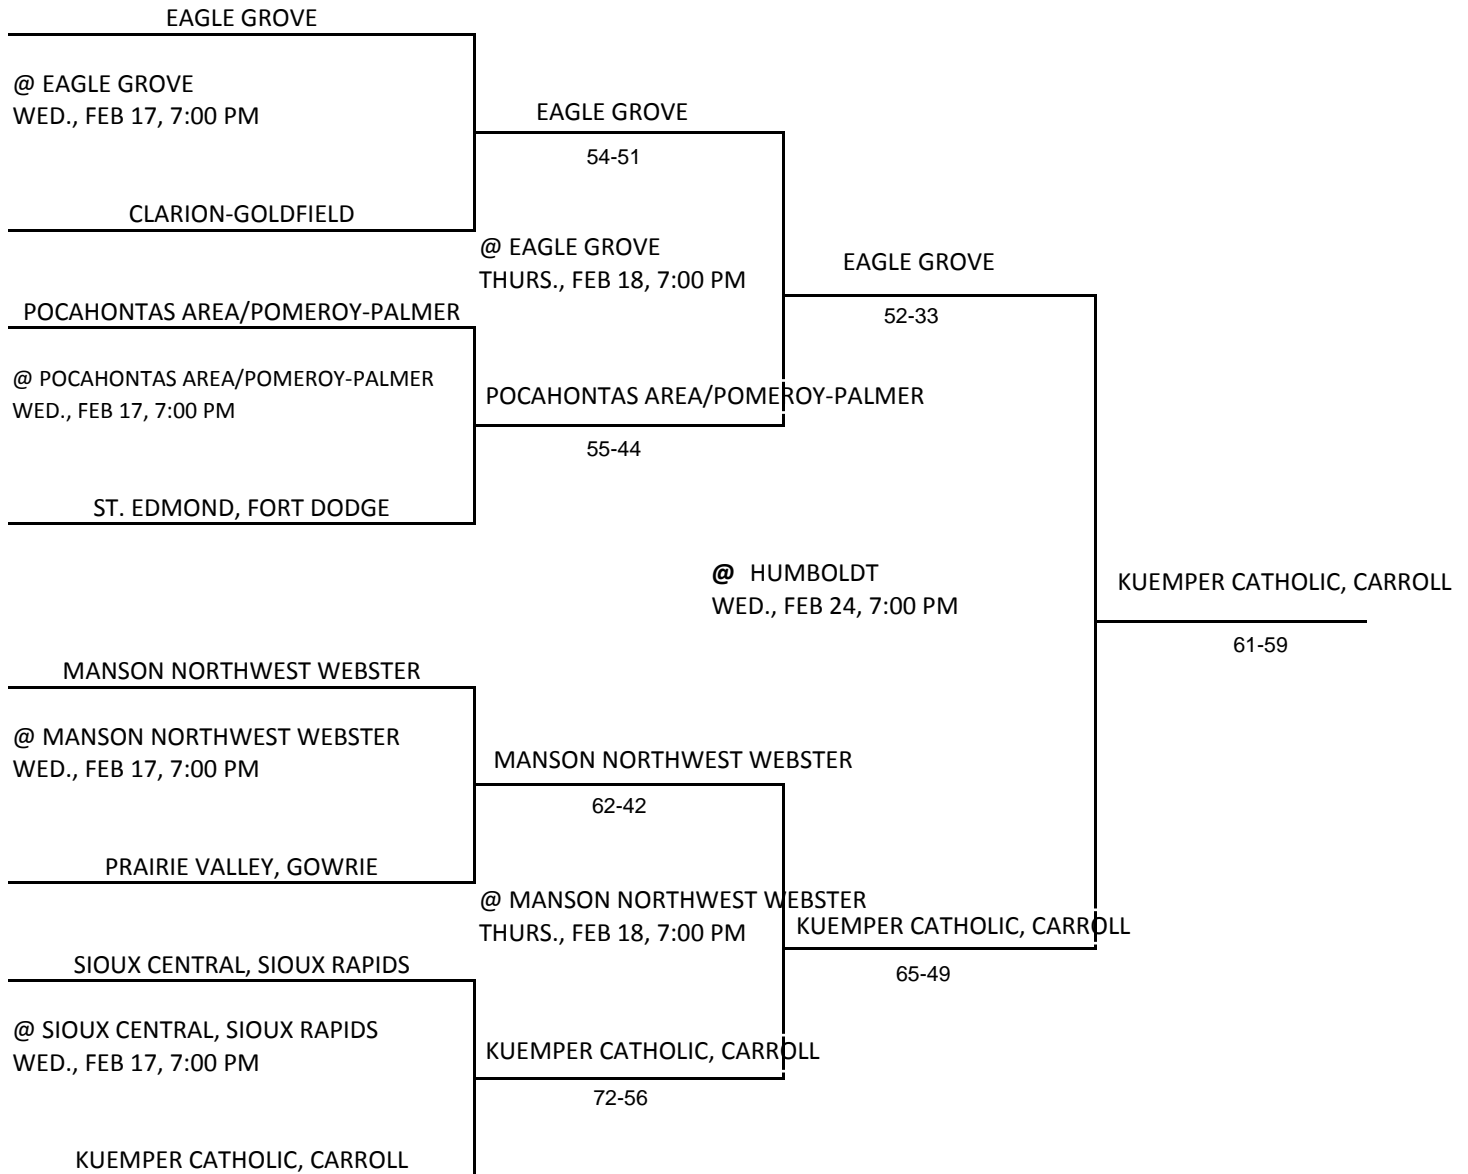 EAGLE GROVE
@ EAGLE GROVE
WED., FEB 17, 7:00 PM
CLARION-GOLDFIELD
POCAHONTAS AREA/POMEROY-PALMER
@ POCAHONTAS AREA/POMEROY-PALMER
WED., FEB 17, 7:00 PM
ST. EDMOND, FORT DODGE
MANSON NORTHWEST WEBSTER
@ MANSON NORTHWEST WEBSTER
WED., FEB 17, 7:00 PM
PRAIRIE VALLEY, GOWRIE
SIOUX CENTRAL, SIOUX RAPIDS
@ SIOUX CENTRAL, SIOUX RAPIDS
WED., FEB 17, 7:00 PM
KUEMPER CATHOLIC, CARROLL
EAGLE GROVE
54-51
@ EAGLE GROVE
THURS., FEB 18, 7:00 PM
POCAHONTAS AREA/POMEROY-PALMER
55-44
MANSON NORTHWEST WEBSTER
62-42
@ MANSON NORTHWEST WEBSTER
THURS., FEB 18, 7:00 PM
KUEMPER CATHOLIC, CARROLL
72-56
EAGLE GROVE
52-33
@ HUMBOLDT
WED., FEB 24, 7:00 PM
KUEMPER CATHOLIC, CARROLL
65-49
KUEMPER CATHOLIC, CARROLL
61-59